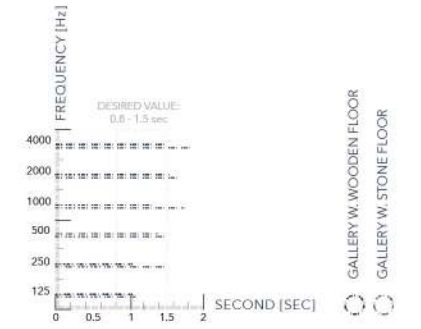 FREQUENCY [Hz]
DESIRED VALUE:
0.8 - 1.5 sec
4000
2000
1000
500
250
125
0
0.5
1
1.5
2
SECOND [SEC]
GALLERY W. WOODEN FLOOR
GALLERY W. STONE FLOOR